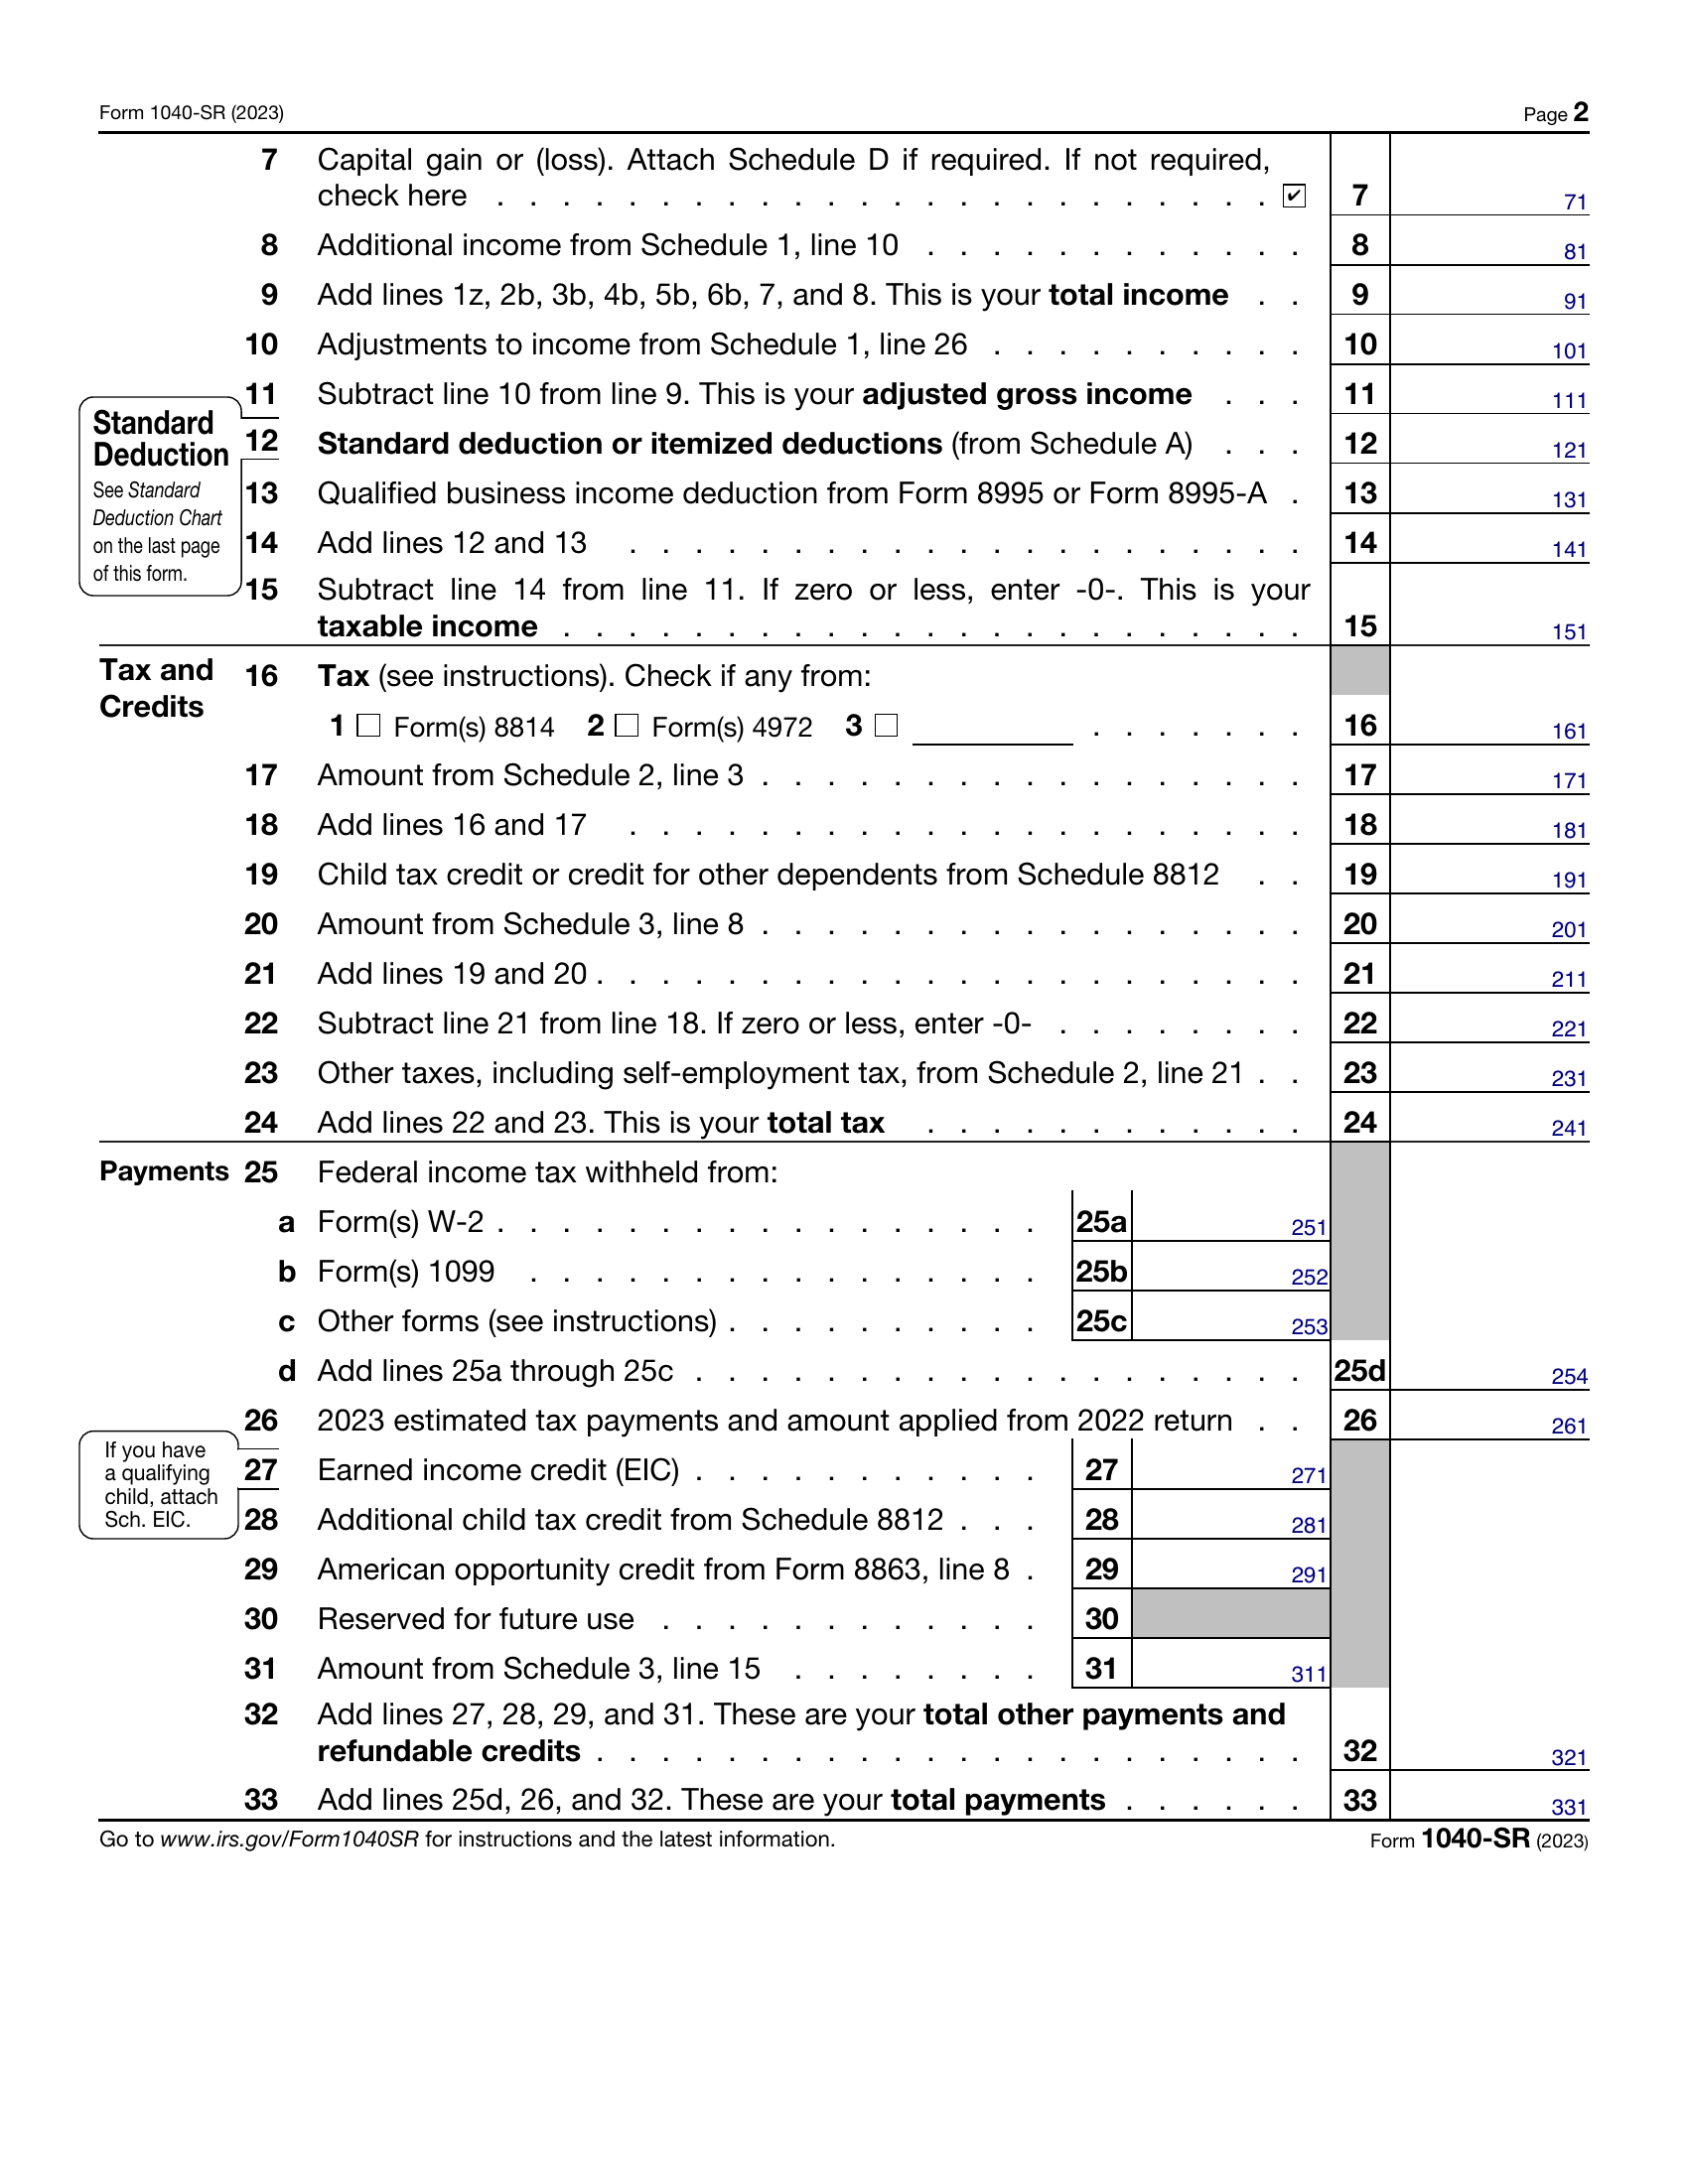 Form 1040-SR (2023) Page 2
7 Capital gain or (loss). Attach Schedule D if required. If not required,
check here . . . . . . . . . . . . . . . . . . . . . . . . ✔ 7 71
8 Additional income from Schedule 1, line 10 . . . . . . . . . . . . 8 81
9 Add lines 1z, 2b, 3b, 4b, 5b, 6b, 7, and 8. This is your total income . . 9 91
10 Adjustments to income from Schedule 1, line 26 . . . . . . . . . . 10 101
11 Subtract line 10 from line 9. This is your adjusted gross income . . . 11 111
Standard
Deduction
See Standard
Deduction Chart
on the last page
of this form.
12 Standard deduction or itemized deductions (from Schedule A) . . . 12 121
13 Qualified business income deduction from Form 8995 or Form 8995-A . 13 131
14 Add lines 12 and 13 . . . . . . . . . . . . . . . . . . . . . 14 141
15 Subtract line 14 from line 11. If zero or less, enter -0-. This is your
taxable income . . . . . . . . . . . . . . . . . . . . . . . 15 151
Tax and
Credits
16 Tax (see instructions). Check if any from:
1 Form(s) 8814 2 Form(s) 4972 3 . . . . . . . 16 161
17 Amount from Schedule 2, line 3 . . . . . . . . . . . . . . . . . 17 171
18 Add lines 16 and 17 . . . . . . . . . . . . . . . . . . . . . 18 181
19 Child tax credit or credit for other dependents from Schedule 8812 . . 19 191
20 Amount from Schedule 3, line 8 . . . . . . . . . . . . . . . . . 20 201
21 Add lines 19 and 20 . . . . . . . . . . . . . . . . . . . . . . 21 211
22 Subtract line 21 from line 18. If zero or less, enter -0- . . . . . . . . 22 221
23 Other taxes, including self-employment tax, from Schedule 2, line 21 . . 23 231
24 Add lines 22 and 23. This is your total tax . . . . . . . . . . . . 24 241
Payments 25 Federal income tax withheld from:
a Form(s) W-2 . . . . . . . . . . . . . . . . . 25a 251
b Form(s) 1099 . . . . . . . . . . . . . . . . 25b 252
c Other forms (see instructions) . . . . . . . . . . 25c 253
d Add lines 25a through 25c . . . . . . . . . . . . . . . . . . . 25d 254
26 2023 estimated tax payments and amount applied from 2022 return . . 26 261
If you have
a qualifying
child, attach
Sch. EIC.
27 Earned income credit (EIC) . . . . . . . . . . . 27 271
28 Additional child tax credit from Schedule 8812 . . . 28 281
29 American opportunity credit from Form 8863, line 8 . 29 291
30 Reserved for future use . . . . . . . . . . . . 30
31 Amount from Schedule 3, line 15 . . . . . . . . 31 311
32 Add lines 27, 28, 29, and 31. These are your total other payments and
refundable credits . . . . . . . . . . . . . . . . . . . . . . 32 321
33 Add lines 25d, 26, and 32. These are your total payments . . . . . . 33 331
Go to www.irs.gov/Form1040SR for instructions and the latest information. Form 1040-SR (2023)